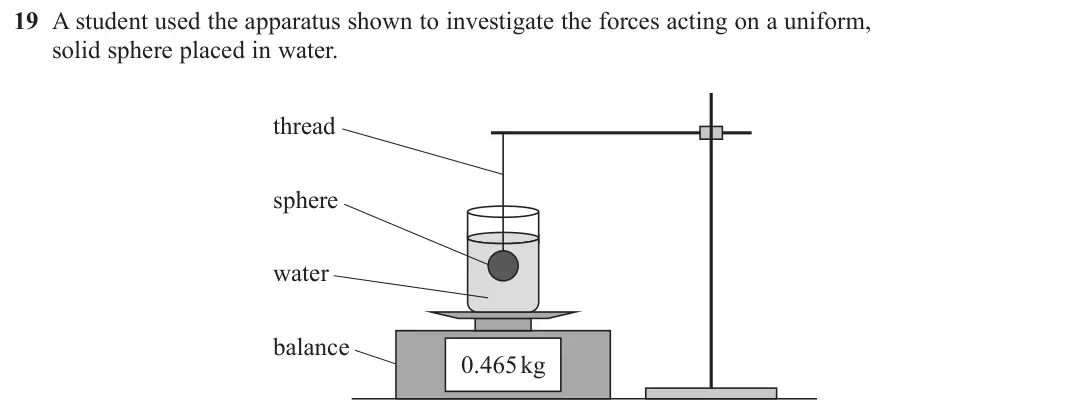 19 A student used the apparatus shown to investigate the forces acting on a uniform,
solid sphere placed in water.
thread
sphere
water
balance
0.465 kg